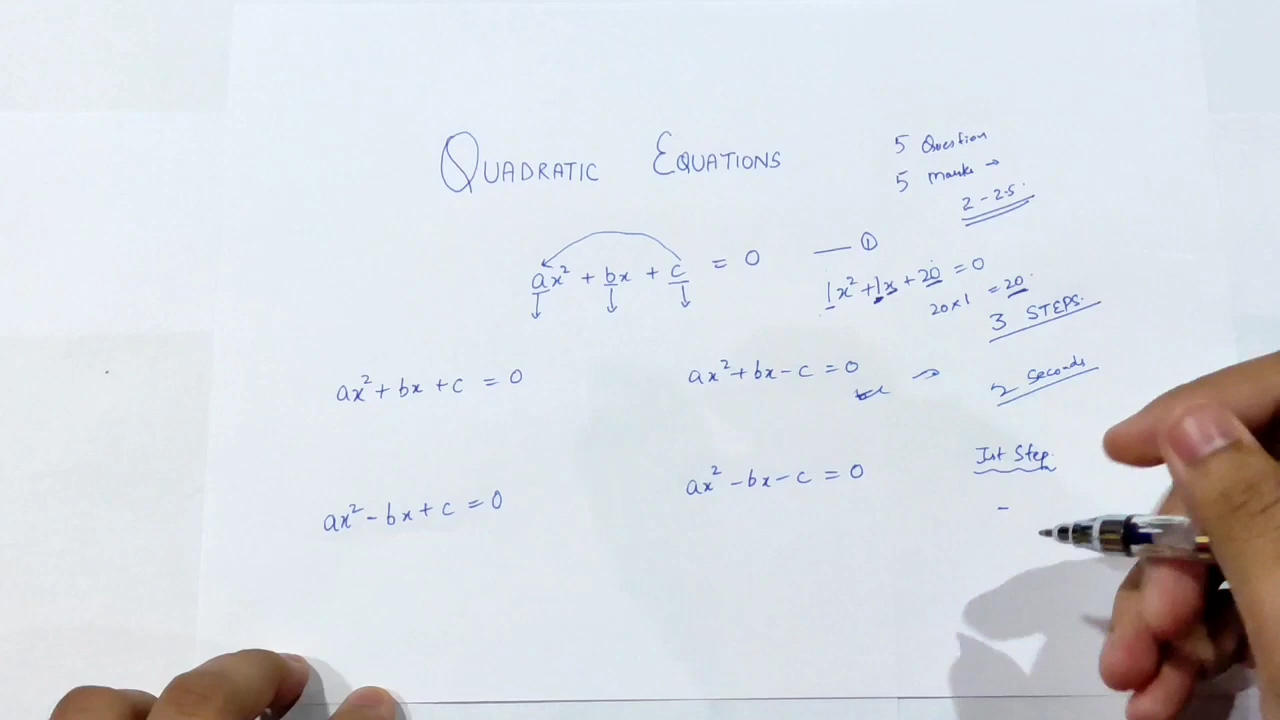 QUADRATIC EQUATIONS
5 Question
5 Marks →
2 - 2.5.
ax² + bx + c = 0 —— ①
1x² + 1x + 20 = 0
20×1 = 20
3 STEPS.
ax² + bx + c = 0
ax² + bx - c = 0
2 Seconds
Ist Step.
ax² - bx + c = 0
ax² - bx - c = 0
-